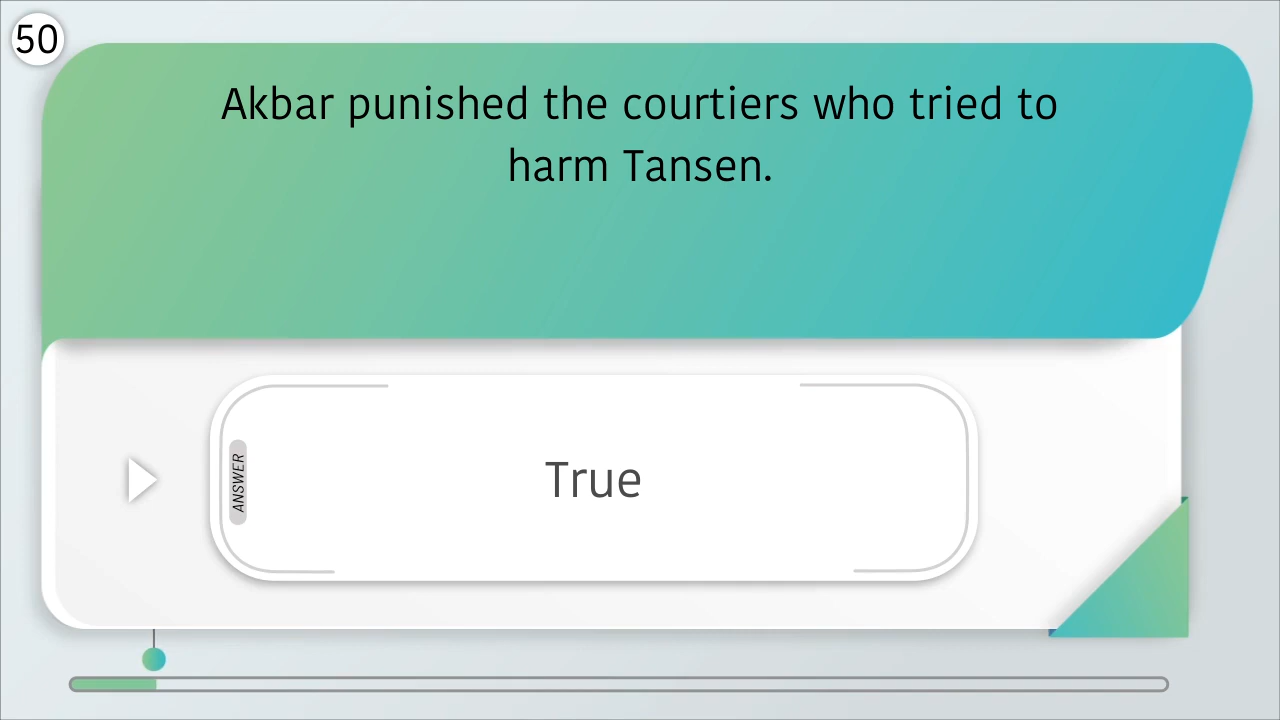 50
Akbar punished the courtiers who tried to
harm Tansen.
ANSWER
True